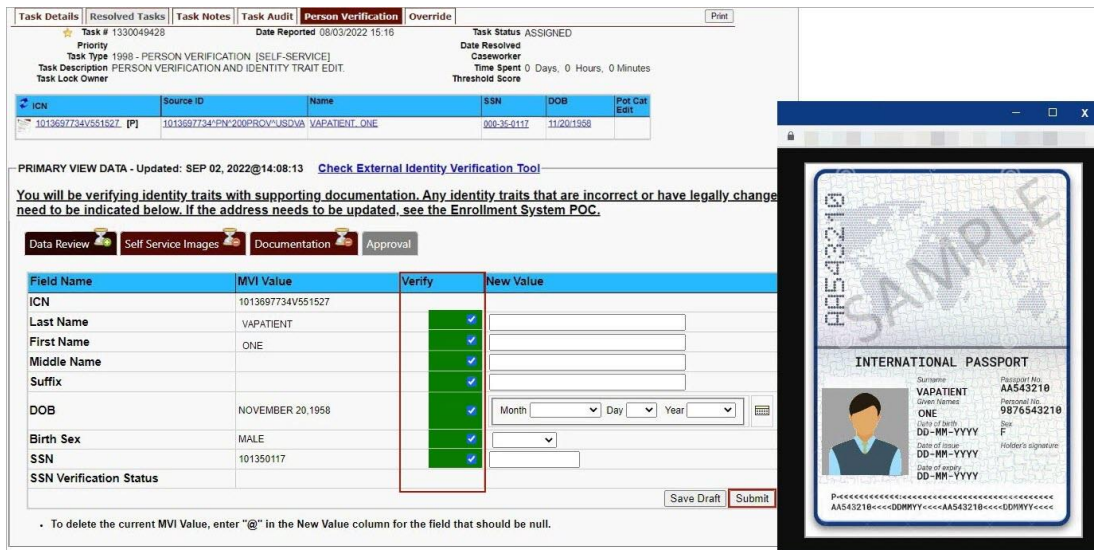 Task Details Resolved Tasks Task Notes Task Audit Person Verification Override Print
Task # 1330049428 Date Reported 08/03/2022 15:16 Task Status ASSIGNED
Priority Date Resolved
Task Type 1998 - PERSON VERIFICATION [SELF-SERVICE] Caseworker
Task Description PERSON VERIFICATION AND IDENTITY TRAIT EDIT. Time Spent 0 Days, 0 Hours, 0 Minutes
Task Lock Owner Threshold Score
ICN Source ID Name SSN DOB Pot Cat Edit
1013697734V551527 [P] 1013697734^PN^200PROV^USDVA VAPATIENT, ONE 000-35-0117 11/20/1958
PRIMARY VIEW DATA - Updated: SEP 02, 2022@14:08:13 Check External Identity Verification Tool
You will be verifying identity traits with supporting documentation. Any identity traits that are incorrect or have legally change
need to be indicated below. If the address needs to be updated, see the Enrollment System POC.
Data Review Self Service Images Documentation Approval
Field Name MVI Value Verify New Value
ICN 1013697734V551527
Last Name VAPATIENT
First Name ONE
Middle Name
Suffix
DOB NOVEMBER 20,1958 Month Day Year
Birth Sex MALE
SSN 101350117
SSN Verification Status
Save Draft Submit
• To delete the current MVI Value, enter "@" in the New Value column for the field that should be null.
X
AA543210
SAMPLE
INTERNATIONAL PASSPORT
Surname Passport No.
VAPATIENT AA543210
Given Names Personal No.
ONE 9876543210
Date of birth Sex
DD-MM-YYYY F
Date of issue Holder's signature
DD-MM-YYYY
Date of expiry
DD-MM-YYYY
AA543210<<<<DDMMYY<<<<AA543210<<<<DDMMYY<<<<